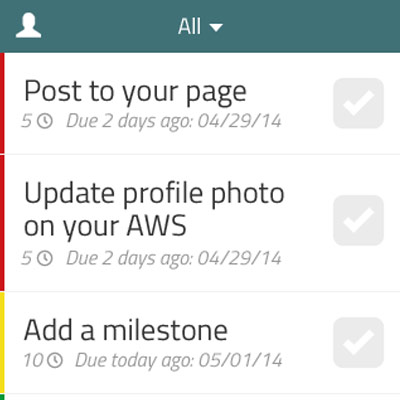 All
Post to your page
5 Due 2 days ago: 04/29/14
Update profile photo
on your AWS
5 Due 2 days ago: 04/29/14
Add a milestone
10 Due today ago: 05/01/14